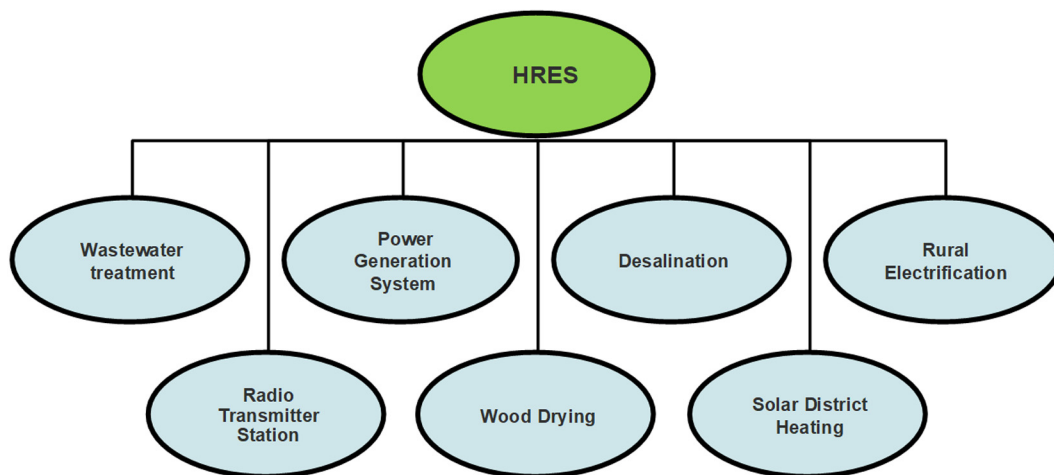 HRES
Wastewater
treatment
Power
Generation
System
Desalination
Rural
Electrification
Radio
Transmitter
Station
Wood Drying
Solar District
Heating